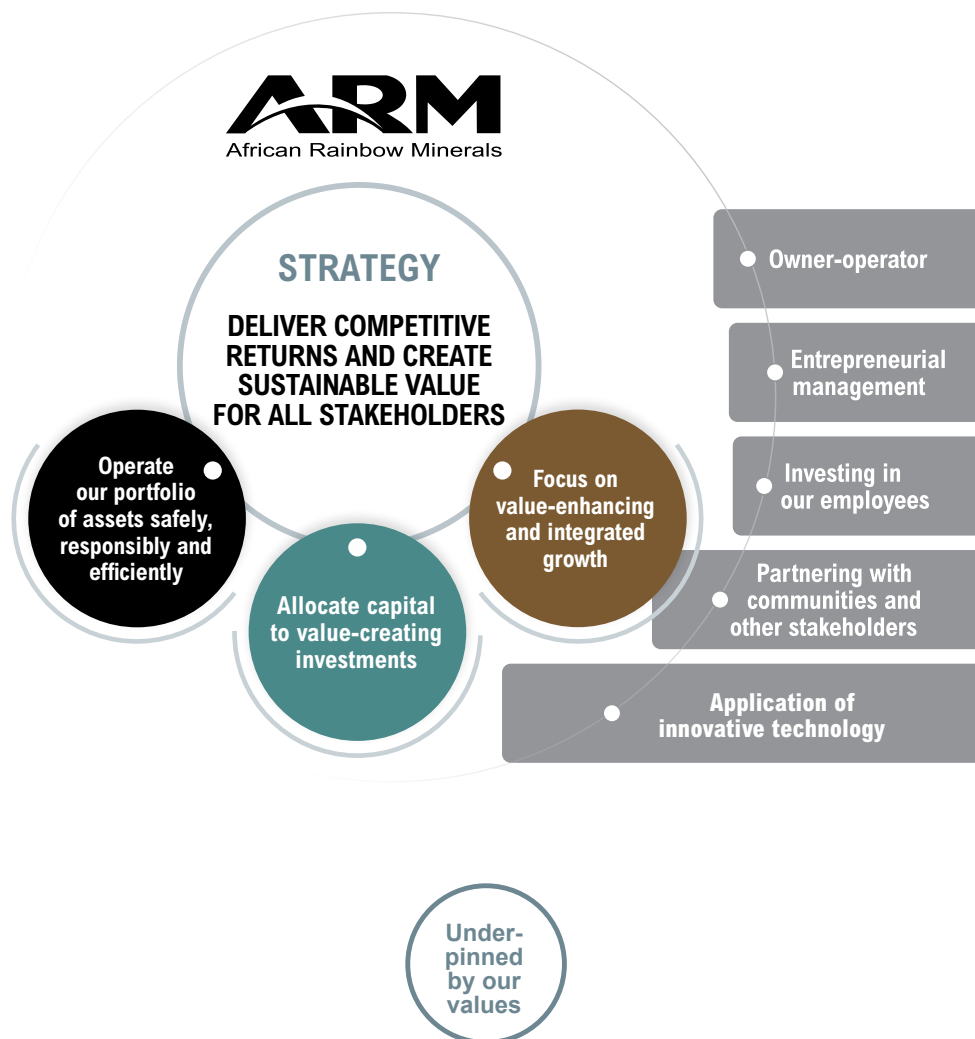 ARM
African Rainbow Minerals
STRATEGY
DELIVER COMPETITIVE
RETURNS AND CREATE
SUSTAINABLE VALUE
FOR ALL STAKEHOLDERS
Operate
our portfolio
of assets safely,
responsibly and
efficiently
Allocate capital
to value-creating
investments
Focus on
value-enhancing
and integrated
growth
Owner-operator
Entrepreneurial
management
Investing in
our employees
Partnering with
communities and
other stakeholders
Application of
innovative technology
Under-
pinned
by our
values